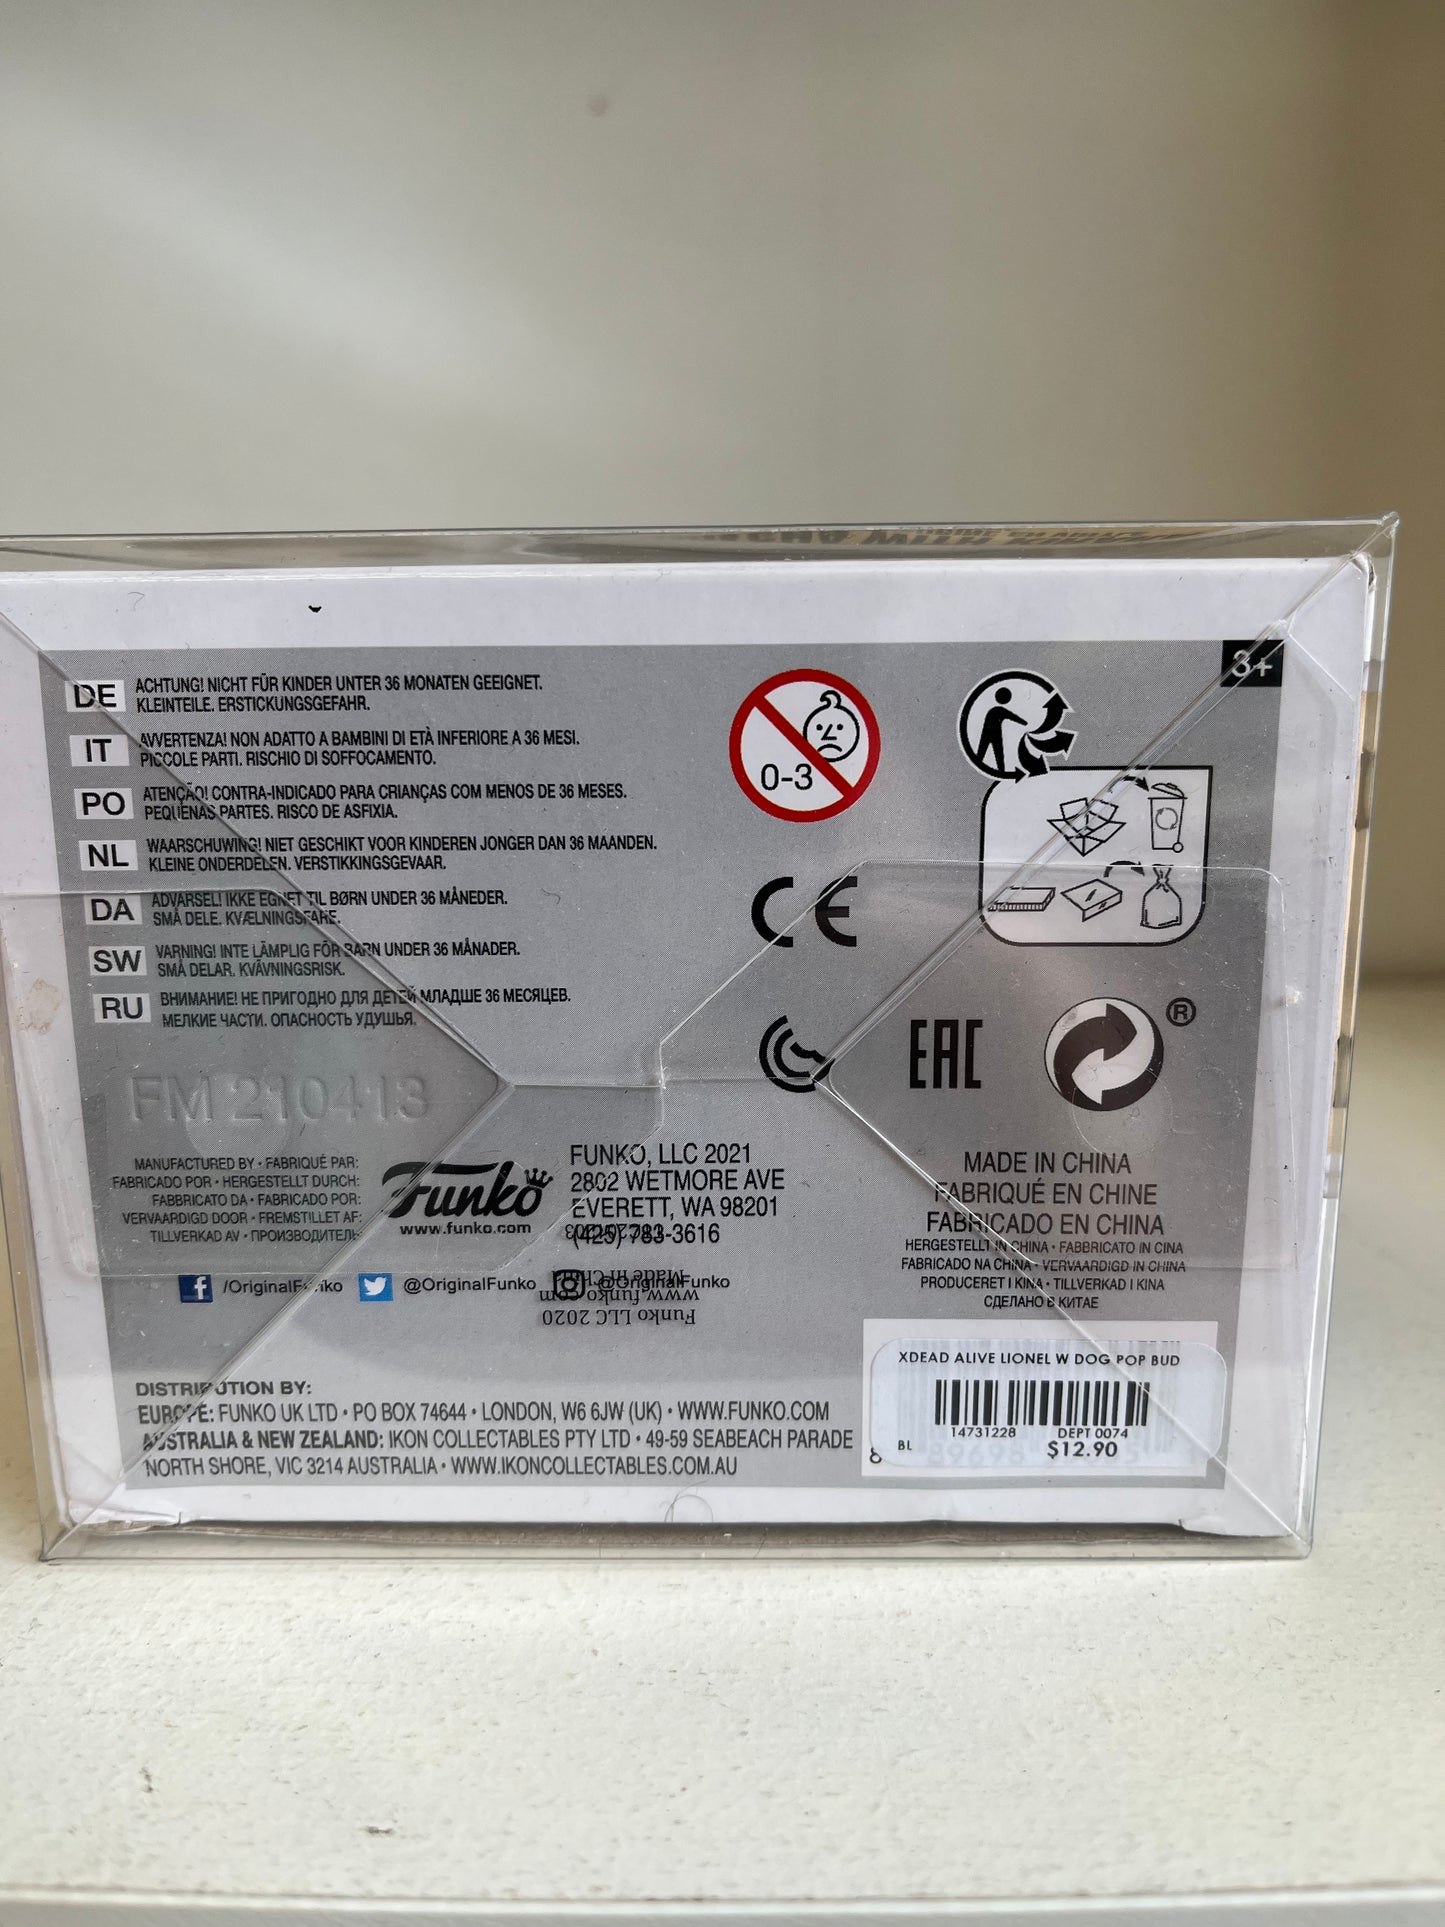 3+
DE ACHTUNG! NICHT FÜR KINDER UNTER 36 MONATEN GEEIGNET.
KLEINTEILE. ERSTICKUNGSGEFAHR.
IT AVVERTENZA! NON ADATTO A BAMBINI DI ETÀ INFERIORE A 36 MESI.
PICCOLE PARTI. RISCHIO DI SOFFOCAMENTO.
PO ATENÇÃO! CONTRA-INDICADO PARA CRIANÇAS COM MENOS DE 36 MESES.
PEQUENAS PARTES. RISCO DE ASFIXIA.
NL WAARSCHUWING! NIET GESCHIKT VOOR KINDEREN JONGER DAN 36 MAANDEN.
KLEINE ONDERDELEN. VERSTIKKINGSGEVAAR.
DA ADVARSEL! IKKE EGNET TIL BØRN UNDER 36 MÅNEDER.
SMÅ DELE. KVÆLNINGSFARE.
SW VARNING! INTE LÄMPLIG FÖR BARN UNDER 36 MÅNADER.
SMÅ DELAR. KVÄVNINGSRISK.
RU ВНИМАНИЕ! НЕ ПРИГОДНО ДЛЯ ДЕТЕЙ МЛАДШЕ 36 МЕСЯЦЕВ.
МЕЛКИЕ ЧАСТИ. ОПАСНОСТЬ УДУШЬЯ.
0-3
CE
EAC
®
FM 210413
MANUFACTURED BY • FABRIQUÉ PAR:
FABRICADO POR • HERGESTELLT DURCH:
FABBRICATO DA • FABRICADO POR:
VERVAARDIGD DOOR • FREMSTILLET AF:
TILLVERKAD AV • ПРОИЗВОДИТЕЛЬ:
Funko
www.funko.com
FUNKO, LLC 2021
2802 WETMORE AVE
EVERETT, WA 98201
(425) 783-3616
MADE IN CHINA
FABRIQUÉ EN CHINE
FABRICADO EN CHINA
HERGESTELLT IN CHINA • FABBRICATO IN CINA
FABRICADO NA CHINA • VERVAARDIGD IN CHINA
PRODUCERET I KINA • TILLVERKAD I KINA
СДЕЛАНО В КИТАЕ
/OriginalFunko @OriginalFunko @OriginalFunko
Made in China
www.funko.com
Funko LLC 2020
DISTRIBUTION BY:
EUROPE: FUNKO UK LTD • PO BOX 74644 • LONDON, W6 6JW (UK) • WWW.FUNKO.COM
AUSTRALIA & NEW ZEALAND: IKON COLLECTABLES PTY LTD • 49-59 SEABEACH PARADE
NORTH SHORE, VIC 3214 AUSTRALIA • WWW.IKONCOLLECTABLES.COM.AU
XDEAD ALIVE LIONEL W DOG POP BUD
14731228 DEPT 0074
BL $12.90